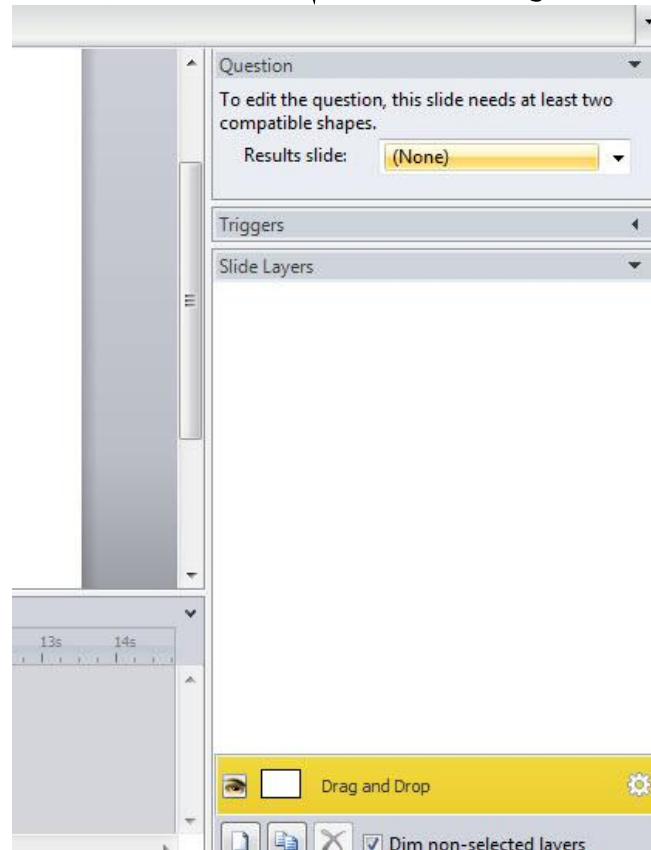 Question
To edit the question, this slide needs at least two
compatible shapes.
Results slide: (None)
Triggers
Slide Layers
13s 14s
Drag and Drop
Dim non-selected layers